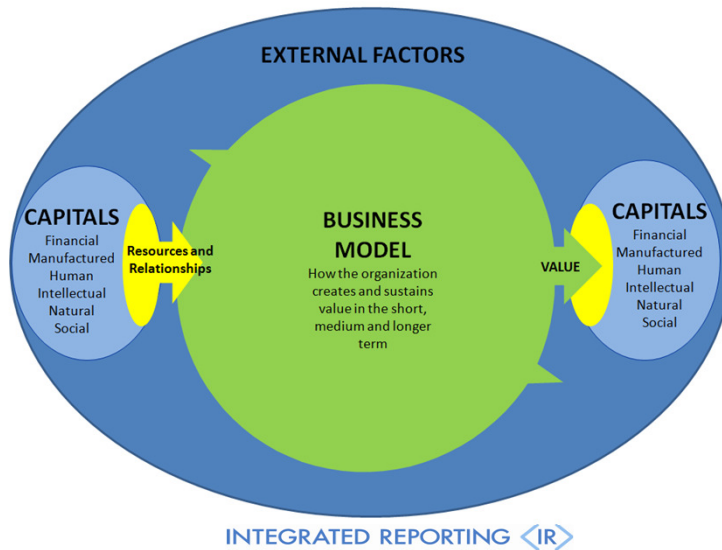 EXTERNAL FACTORS
CAPITALS
Financial
Manufactured
Human
Intellectual
Natural
Social
Resources and
Relationships
BUSINESS
MODEL
How the organization
creates and sustains
value in the short,
medium and longer
term
VALUE
CAPITALS
Financial
Manufactured
Human
Intellectual
Natural
Social
INTEGRATED REPORTING <IR>